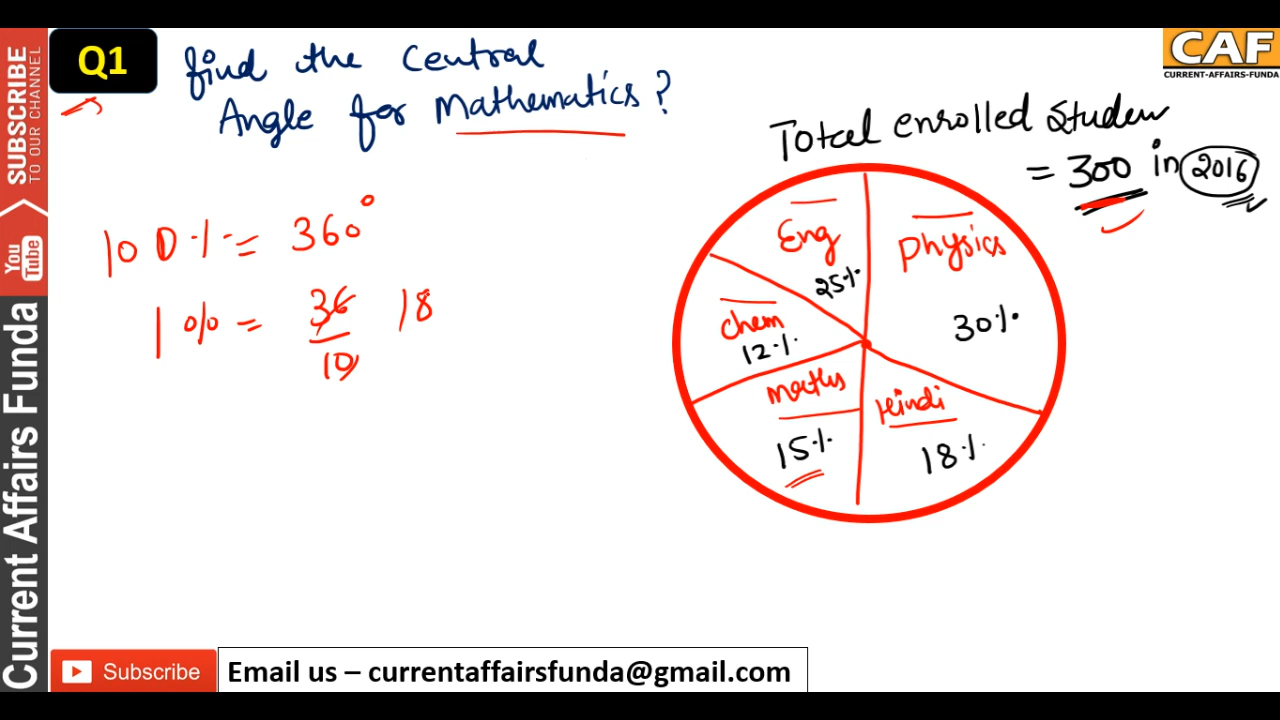 SUBSCRIBE
TO OUR CHANNEL
You
Tube
Current Affairs Funda
Q1
find the Central
Angle for Mathematics?
100% = 360°
1% = 36 18
10
CAF
CURRENT-AFFAIRS-FUNDA
Total enrolled Studen
= 300 in 2016
Eng
25%
Physics
30%
Chem
12%
Maths
15%
Hindi
18%
Subscribe
Email us – currentaffairsfunda@gmail.com